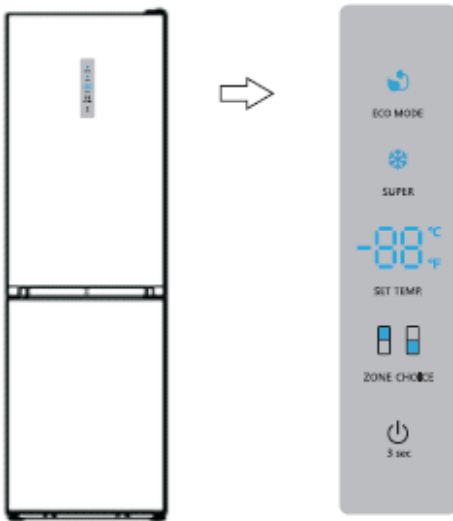 ECO MODE
SUPER
-88 °C °F
SET TEMP.
ZONE CHOICE
3 sec